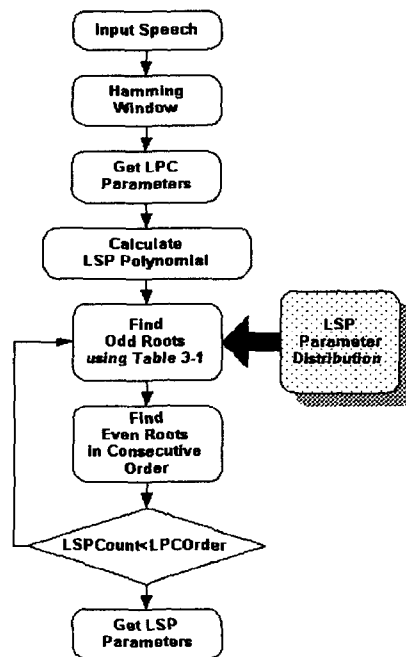 Input Speech
Hamming
Window
Get LPC
Parameters
Calculate
LSP Polynomial
Find
Odd Roots
using Table 3-1
LSP
Parameter
Distribution
Find
Even Roots
in Consecutive
Order
LSPCount<LPCOrder
Get LSP
Parameters